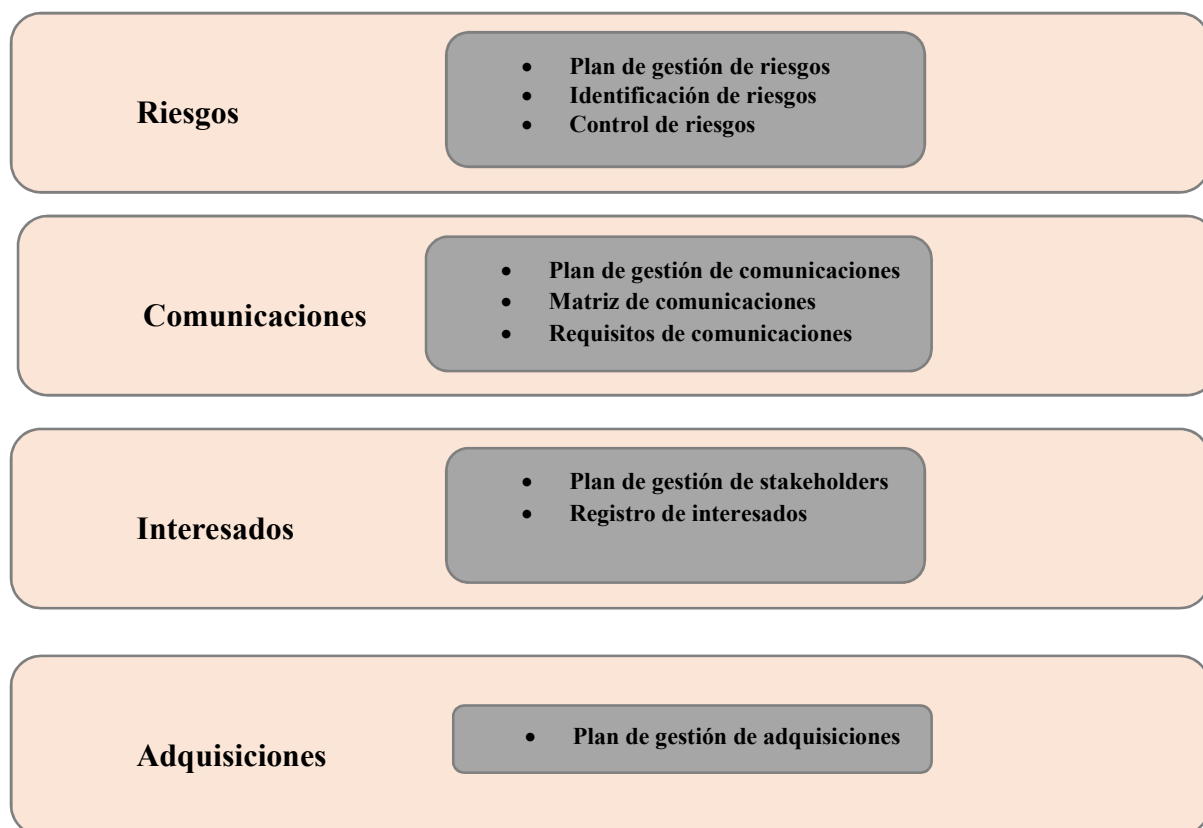 Riesgos
• Plan de gestión de riesgos
• Identificación de riesgos
• Control de riesgos
Comunicaciones
• Plan de gestión de comunicaciones
• Matriz de comunicaciones
• Requisitos de comunicaciones
Interesados
• Plan de gestión de stakeholders
• Registro de interesados
Adquisiciones
• Plan de gestión de adquisiciones